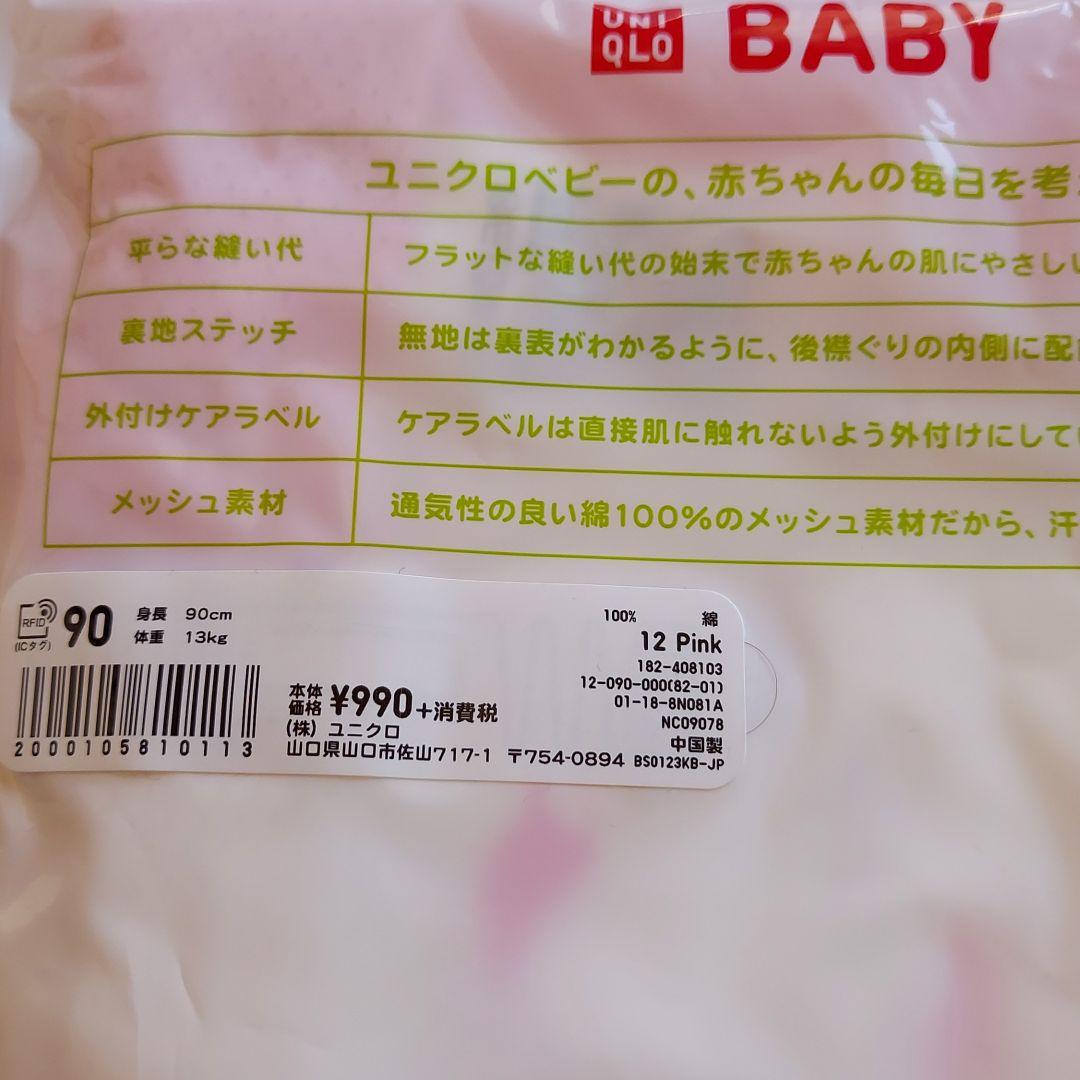 UNI
QLO
BABY
ユニクロベビーの、赤ちゃんの毎日を考
平らな縫い代
フラットな縫い代の始末で赤ちゃんの肌にやさしい
裏地ステッチ
無地は裏表がわかるように、後襟ぐりの内側に配
外付けケアラベル
ケアラベルは直接肌に触れないよう外付けにしてい
メッシュ素材
通気性の良い綿100%のメッシュ素材だから、汗
RFID
(ICタグ)
90
身長 90cm
体重 13kg
2000105810113
本体
価格 ¥990+消費税
(株) ユニクロ
山口県山口市佐山717-1 〒754-0894
100% 綿
12 Pink
182-408103
12-090-000(82-01)
01-18-8N081A
NC09078
中国製
BS0123KB-JP